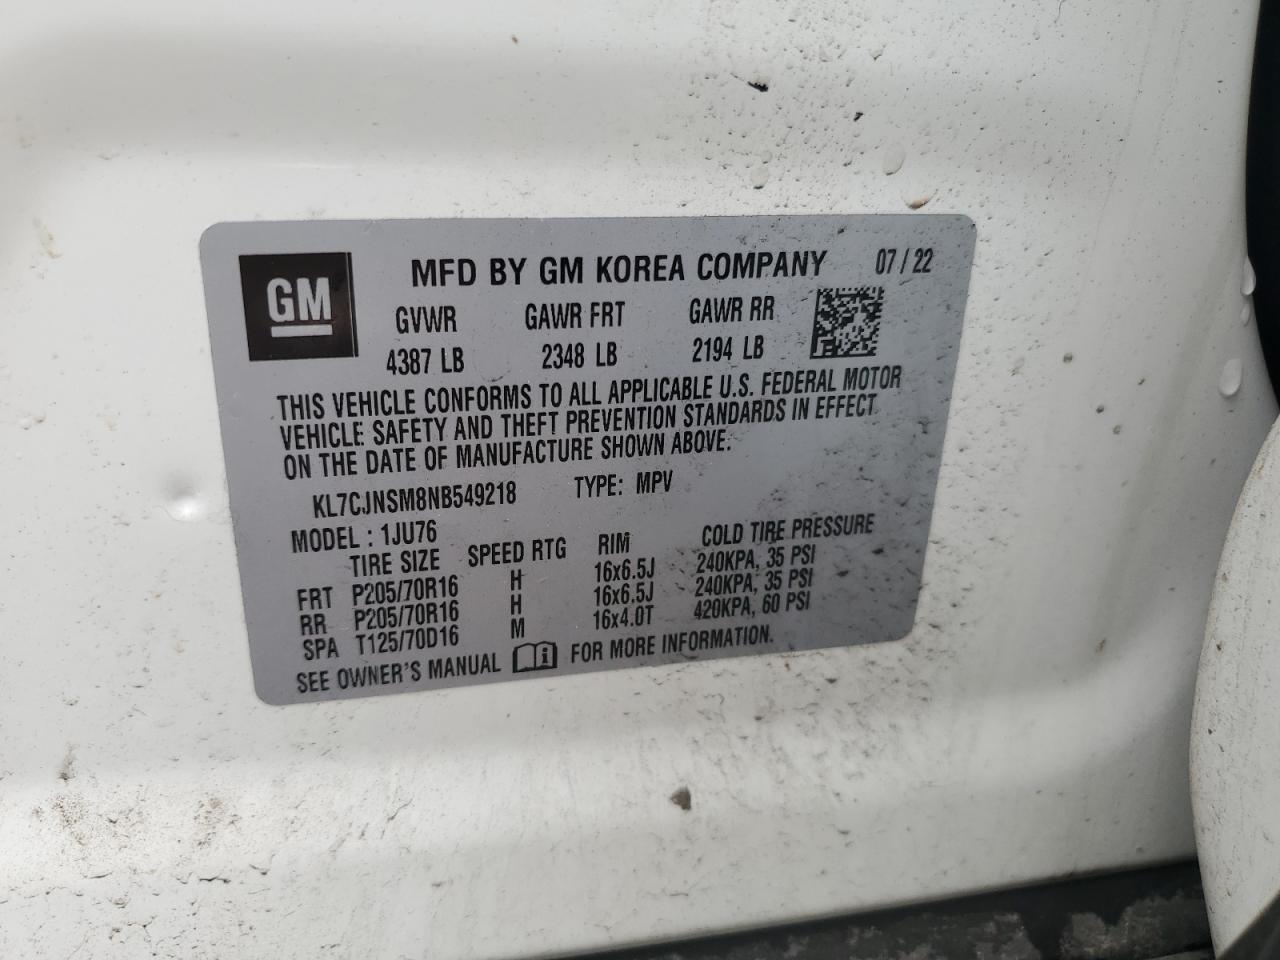 GM
MFD BY GM KOREA COMPANY 07/22
GVWR GAWR FRT GAWR RR
4387 LB 2348 LB 2194 LB
THIS VEHICLE CONFORMS TO ALL APPLICABLE U.S. FEDERAL MOTOR
VEHICLE SAFETY AND THEFT PREVENTION STANDARDS IN EFFECT
ON THE DATE OF MANUFACTURE SHOWN ABOVE.
KL7CJNSM8NB549218 TYPE: MPV
MODEL : 1JU76
TIRE SIZE SPEED RTG RIM COLD TIRE PRESSURE
FRT P205/70R16 H 16x6.5J 240KPA, 35 PSI
RR P205/70R16 H 16x6.5J 240KPA, 35 PSI
SPA T125/70D16 M 16x4.0T 420KPA, 60 PSI
SEE OWNER'S MANUAL i FOR MORE INFORMATION.